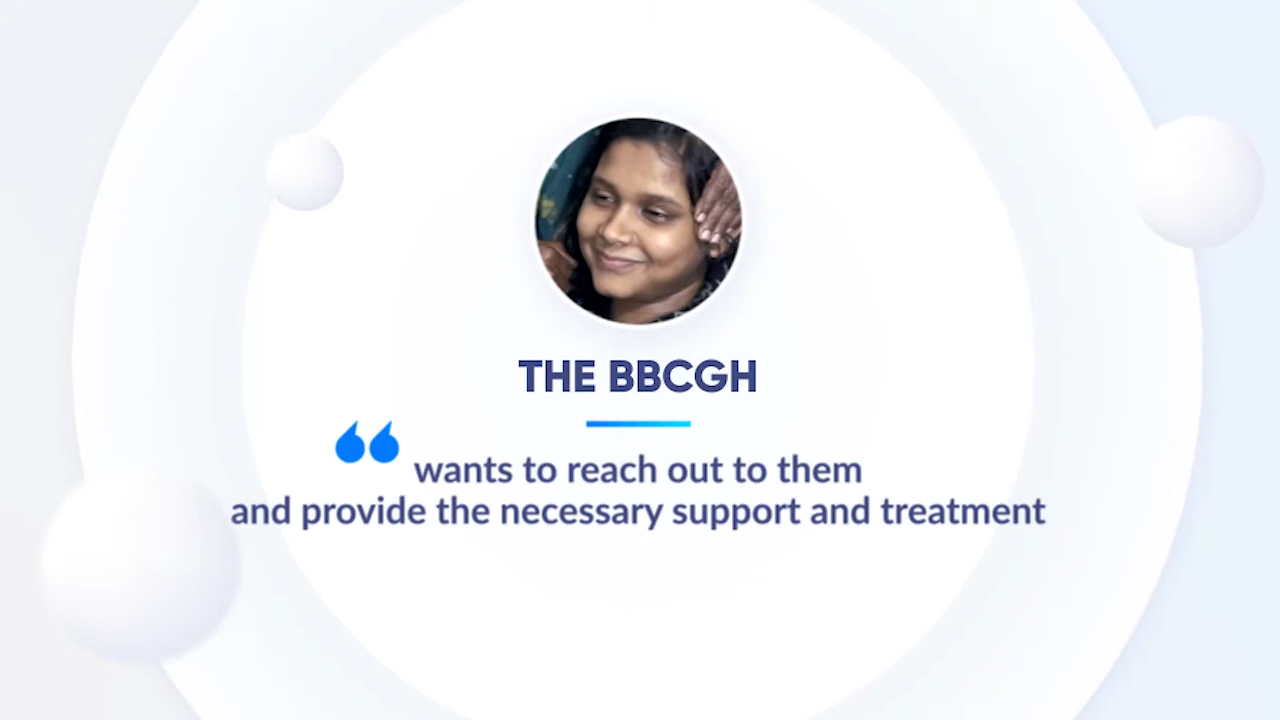 THE BBCGH
“ wants to reach out to them
and provide the necessary support and treatment